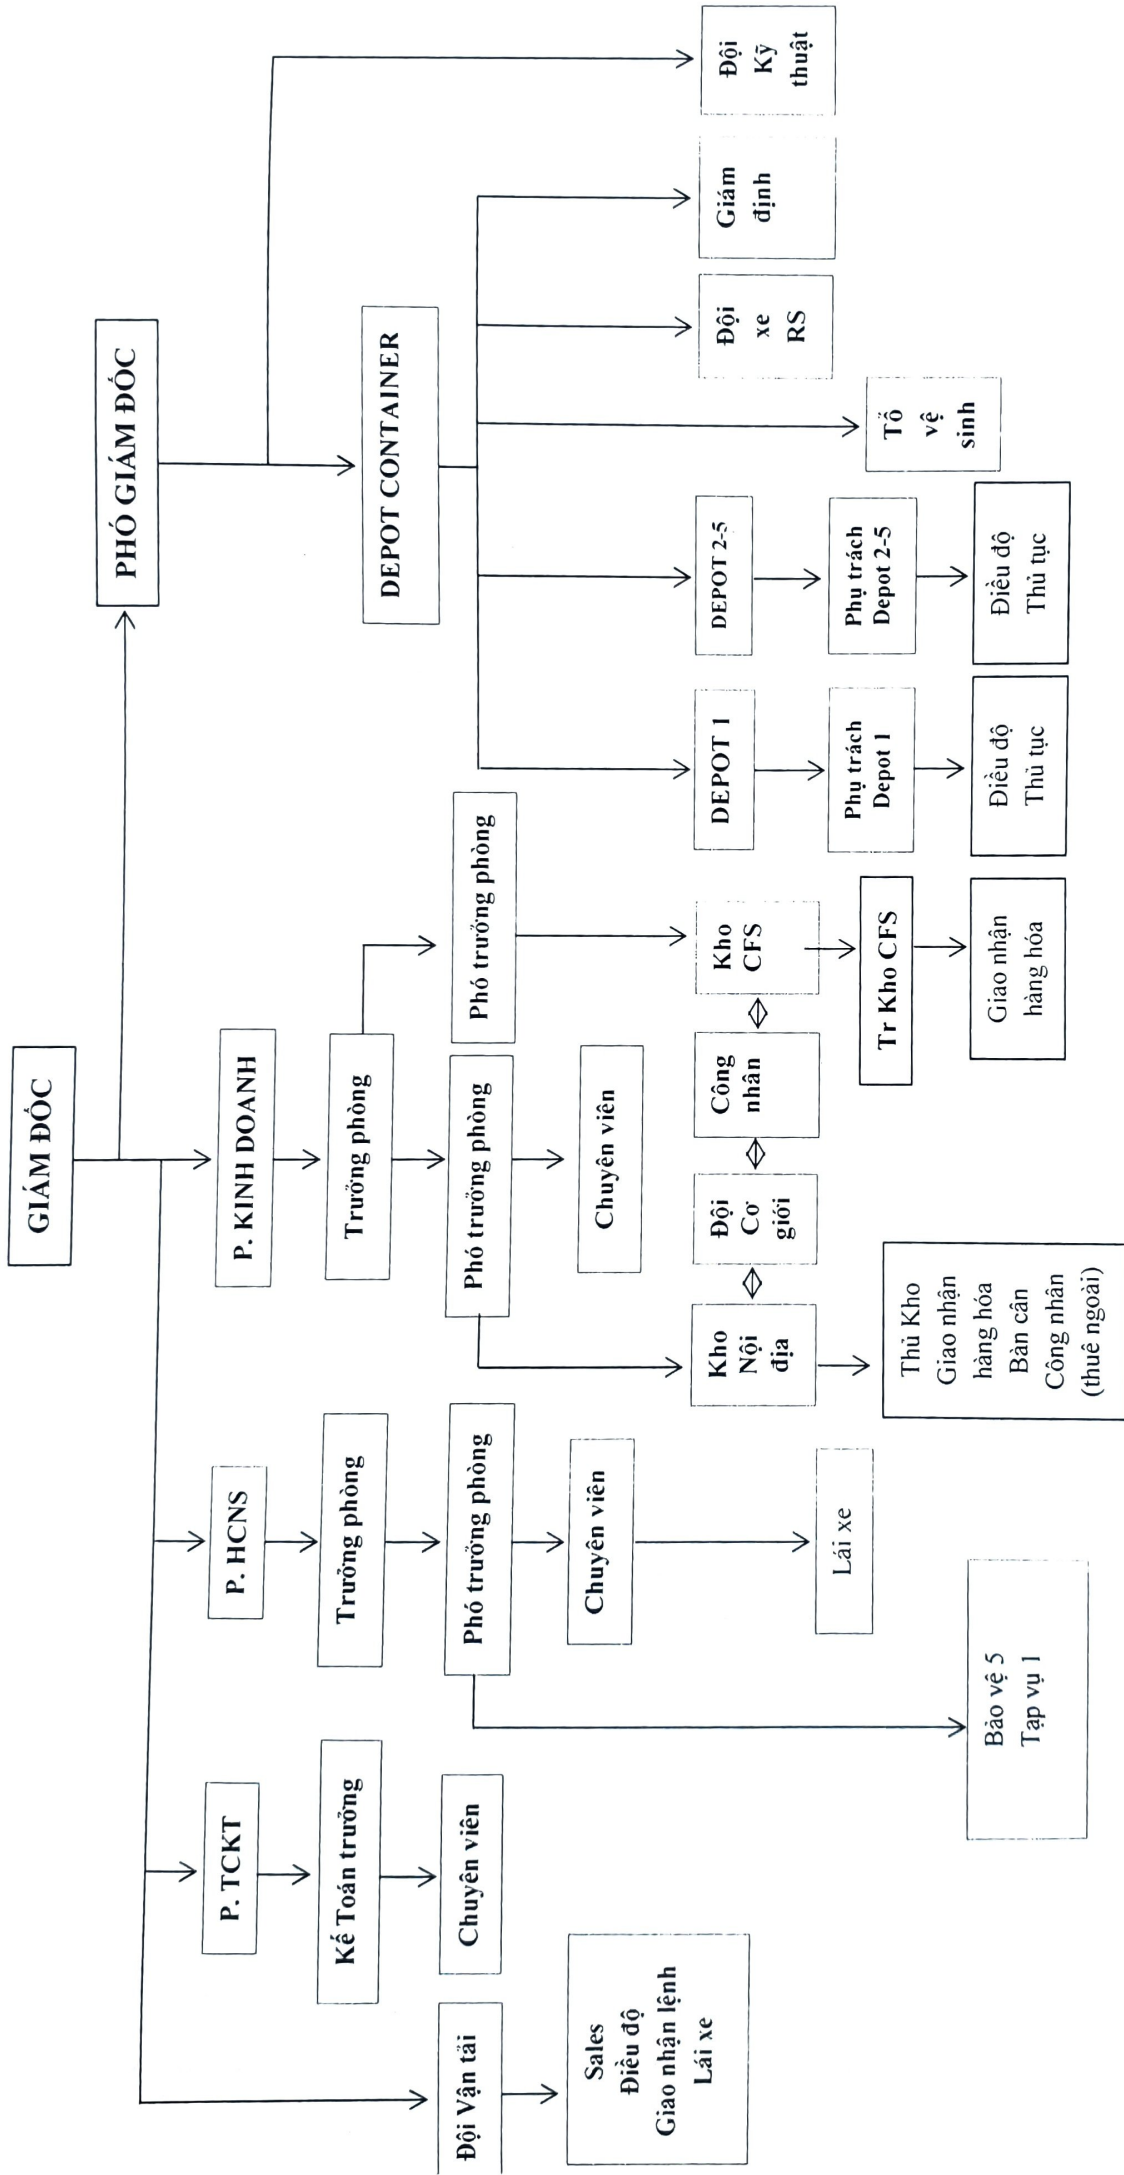 GIÁM ĐỐC
PHÓ GIÁM ĐỐC
P. TCKT
P. HCNS
P. KINH DOANH
DEPOT CONTAINER
Kế Toán trưởng
Trưởng phòng
Trưởng phòng
Đội Vận tải
Chuyên viên
Phó trưởng phòng
Phó trưởng phòng
Phó trưởng phòng
Sales
Điều độ
Giao nhận lệnh
Lái xe
Chuyên viên
Chuyên viên
Kho
Nội
địa
Đội
Cơ
giới
Công
nhân
Kho
CFS
DEPOT 1
DEPOT 2-5
Đội
xe
RS
Giám
định
Đội
Kỹ
thuật
Lái xe
Thủ Kho
Giao nhận
hàng hóa
Bàn cân
Công nhân
(thuê ngoài)
Tr Kho CFS
Phụ trách
Depot 1
Phụ trách
Depot 2-5
Tổ
vệ
sinh
Bảo vệ 5
Tạp vụ 1
Giao nhận
hàng hóa
Điều độ
Thủ tục
Điều độ
Thủ tục